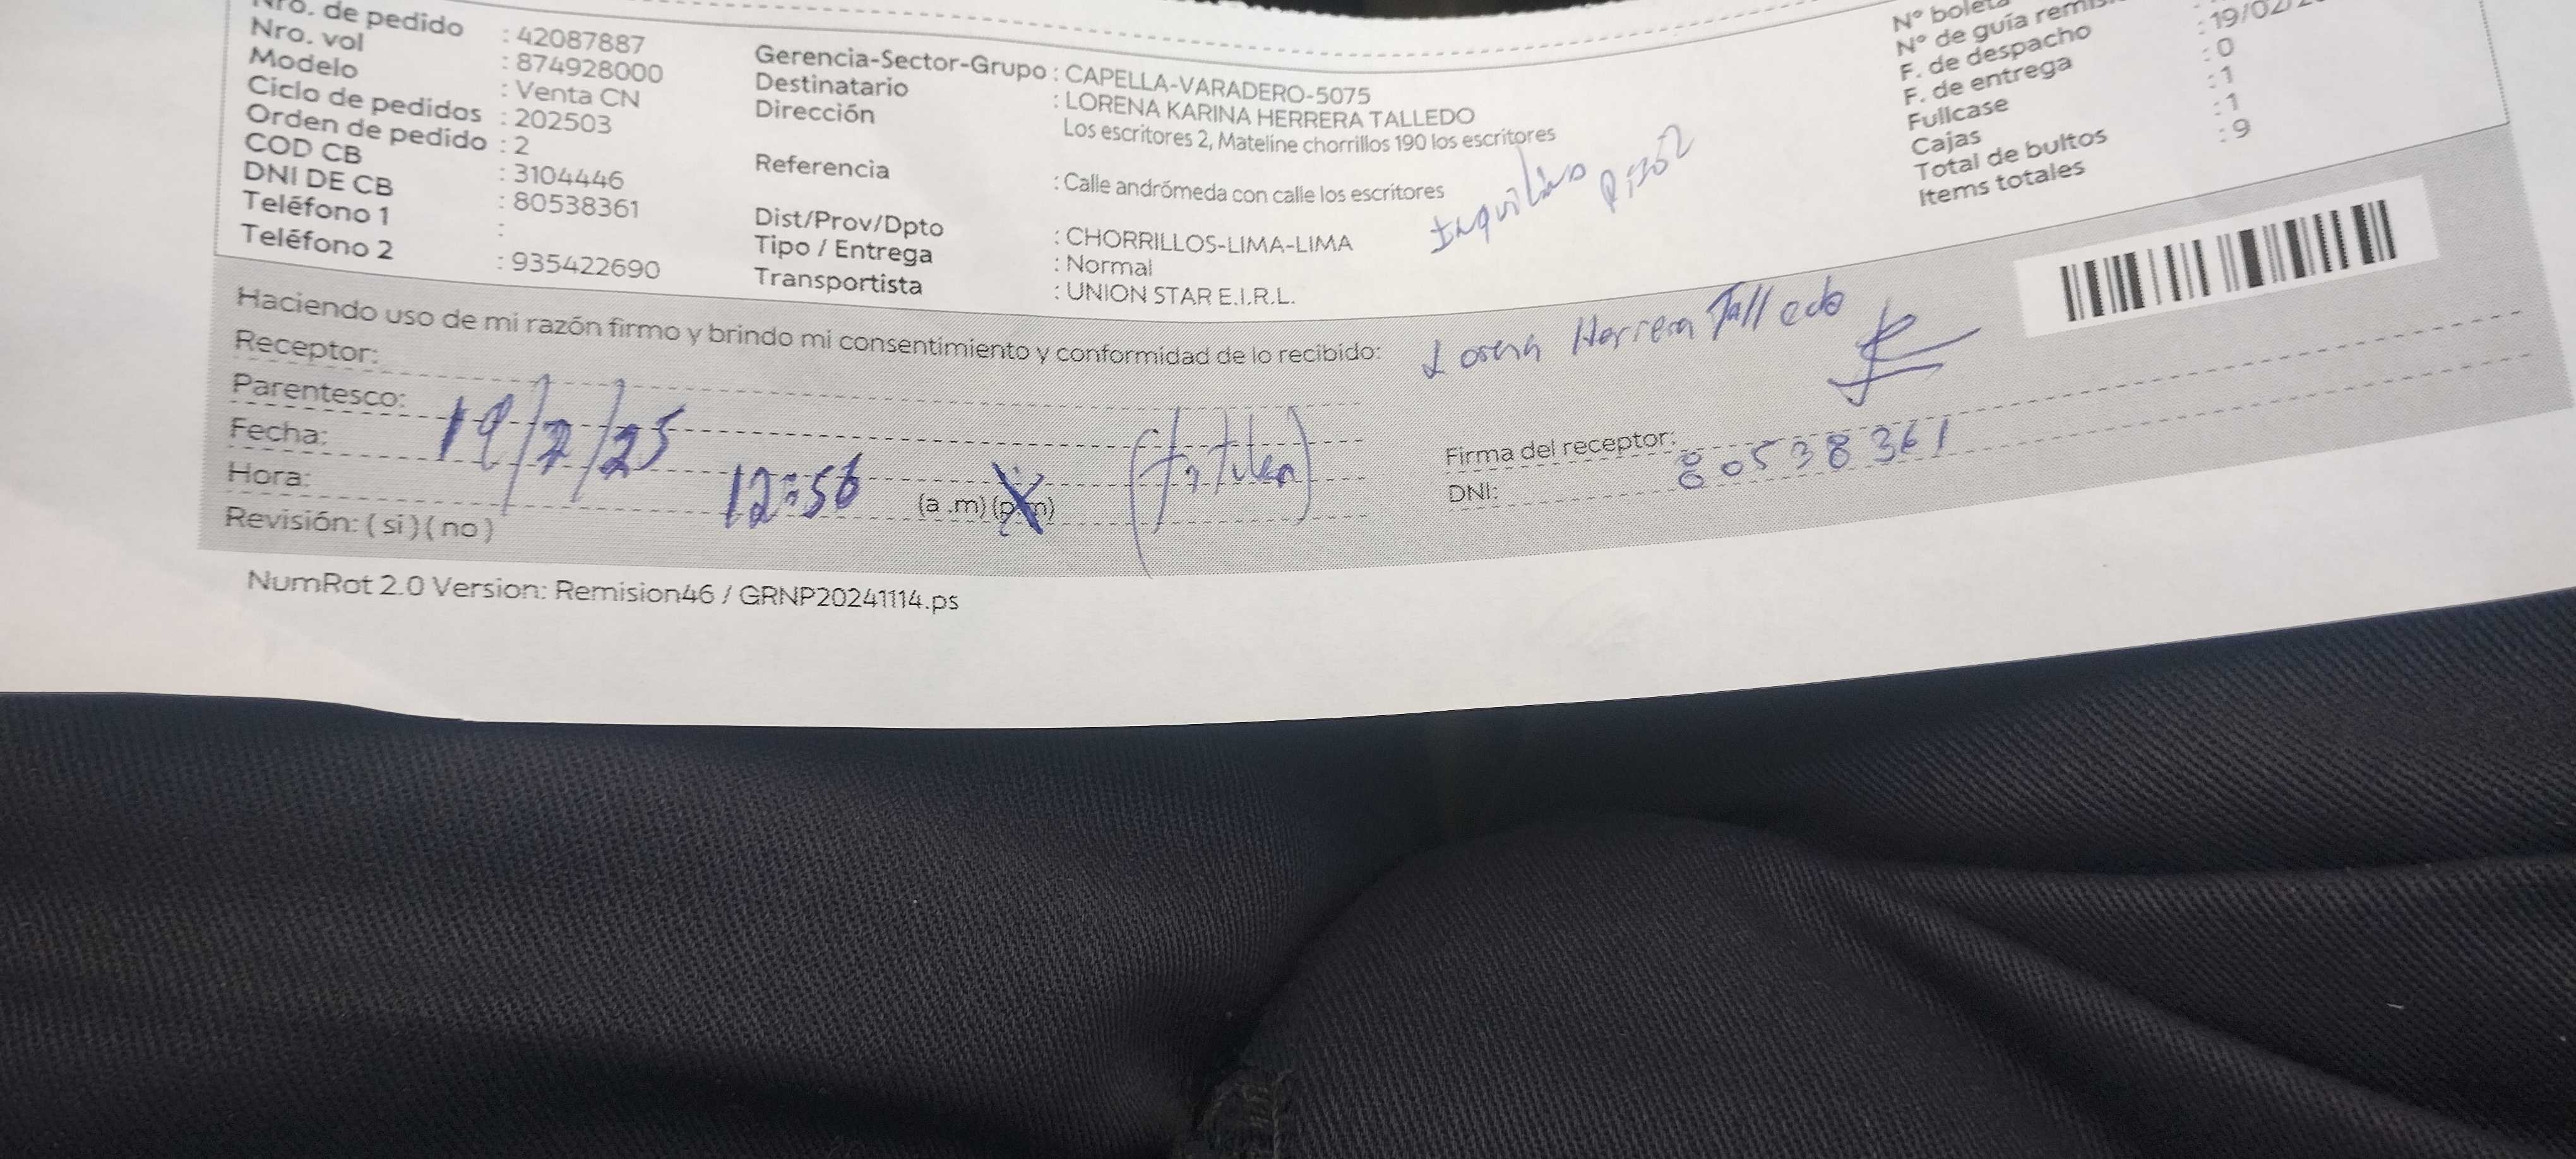 Nro. de pedido : 42087887
Nro. vol : 874928000
Modelo : Venta CN
Ciclo de pedidos : 202503
Orden de pedido : 2
COD CB : 3104446
DNI DE CB : 80538361
Teléfono 1 :
Teléfono 2 : 935422690
Gerencia-Sector-Grupo : CAPELLA-VARADERO-5075
Destinatario : LORENA KARINA HERRERA TALLEDO
Dirección Los escritores 2, Mateline chorrillos 190 los escritores
Referencia : Calle andrómeda con calle los escritores
Inquilino Piso 2
Dist/Prov/Dpto : CHORRILLOS-LIMA-LIMA
Tipo / Entrega : Normal
Transportista : UNION STAR E.I.R.L.
N° boleta
N° de guía
F. de despacho : 19/02/
F. de entrega : 0
Fullcase : 1
Cajas : 1
Total de bultos : 9
Items totales
Haciendo uso de mi razón firmo y brindo mi consentimiento y conformidad de lo recibido:
Lorena Herrera Talledo
Receptor:
Parentesco:
Fecha: 19/2/25
Hora: 12:56 (a .m) (p.m)
(titular)
Revisión: ( si ) ( no )
Firma del receptor:
DNI: 80538361
NumRot 2.0 Version: Remision46 / GRNP20241114.ps